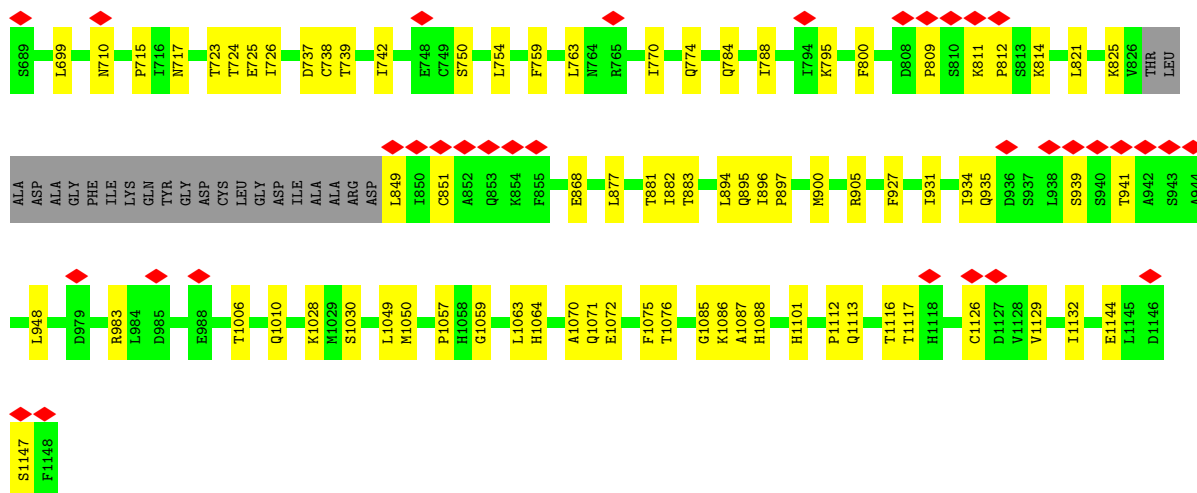 S689 L699 N710 P715 I716 N717 T723 T724 E725 I726 D737 C738 T739 I742 E748 C749 S750 L754 F759 L763 N764 R765 I770 Q774 Q784 I788 I794 K795 F800 D808 P809 S810 K811 P812 S813 K814 L821 K825 V826 THR LEU
ALA ASP ALA GLY PHE ILE LYS GLN TYR GLY ASP CYS LEU GLY ASP ILE ALA ALA ARG ASP L849 I850 C851 A852 Q853 K854 F855 E868 L877 T881 I882 T883 L894 Q895 I896 P897 M900 R905 F927 I931 I934 Q935 D936 S937 L938 S939 S940 T941 A942 S943 A944
L948 D979 R983 L984 D985 E988 T1006 Q1010 K1028 M1029 S1030 L1049 M1050 P1057 H1058 G1059 L1063 H1064 A1070 Q1071 E1072 F1075 T1076 G1085 K1086 A1087 H1088 H1101 P1112 Q1113 T1116 T1117 H1118 C1126 D1127 V1128 V1129 I1132 E1144 L1145 D1146
S1147 F1148